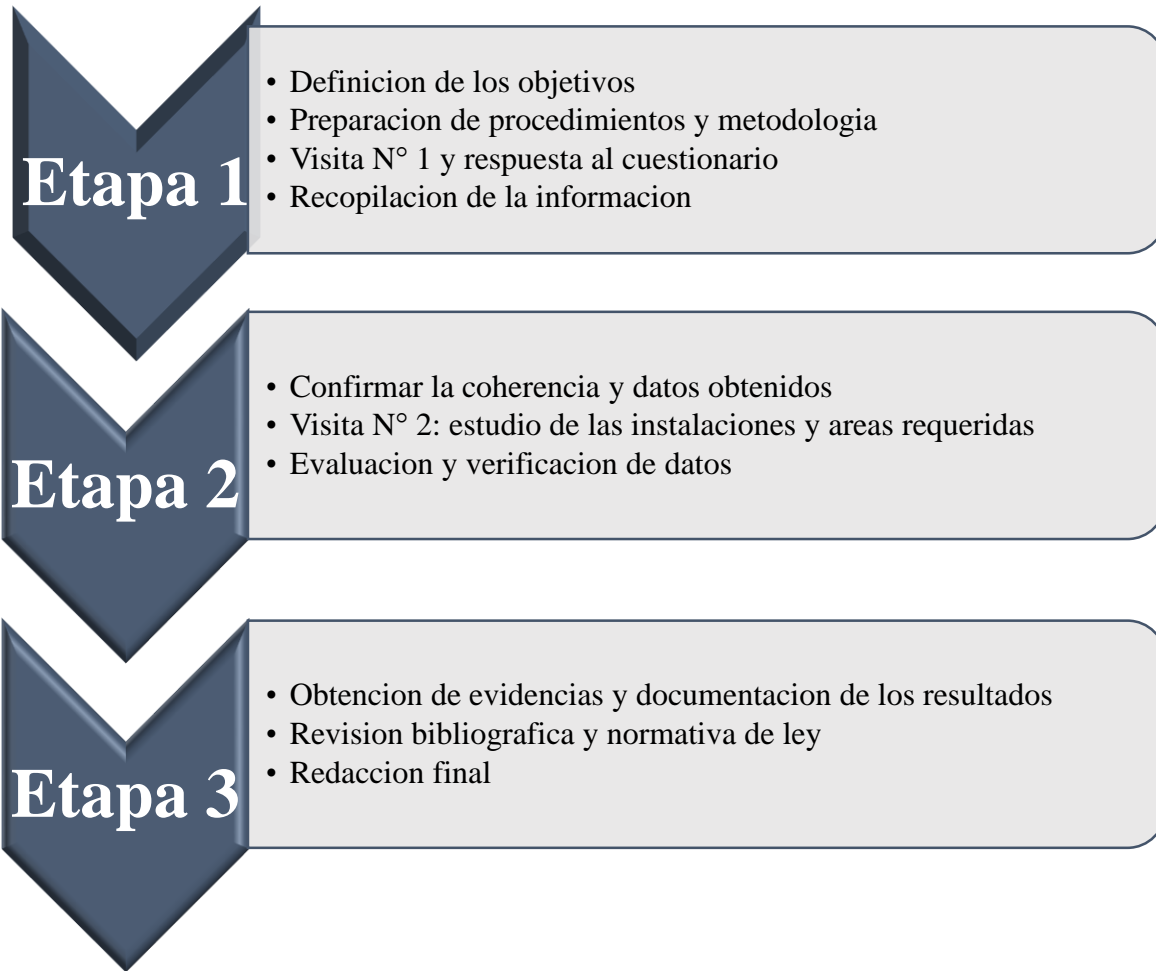 Etapa 1
• Definicion de los objetivos
• Preparacion de procedimientos y metodologia
• Visita N° 1 y respuesta al cuestionario
• Recopilacion de la informacion
Etapa 2
• Confirmar la coherencia y datos obtenidos
• Visita N° 2: estudio de las instalaciones y areas requeridas
• Evaluacion y verificacion de datos
Etapa 3
• Obtencion de evidencias y documentacion de los resultados
• Revision bibliografica y normativa de ley
• Redaccion final